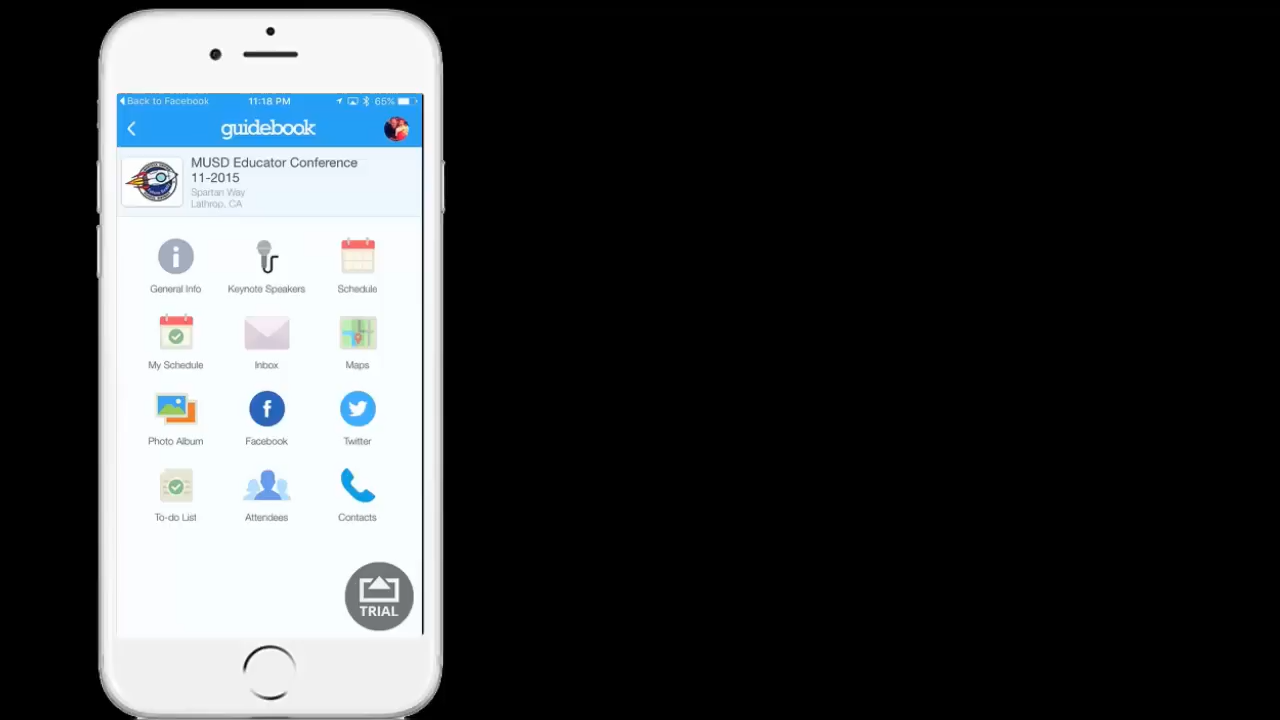 Back to Facebook 11:18 PM 65%
guidebook
MUSD Educator Conference
11-2015
Spartan Way
Lathrop, CA
General Info Keynote Speakers Schedule
My Schedule Inbox Maps
Photo Album Facebook Twitter
To-do List Attendees Contacts
TRIAL